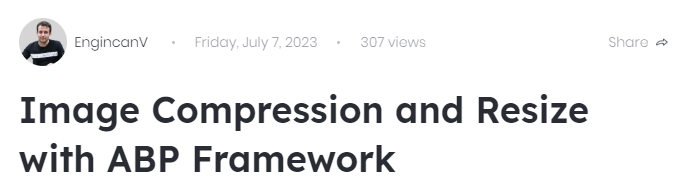 EngincanV • Friday, July 7, 2023 • 307 views Share
Image Compression and Resize
with ABP Framework